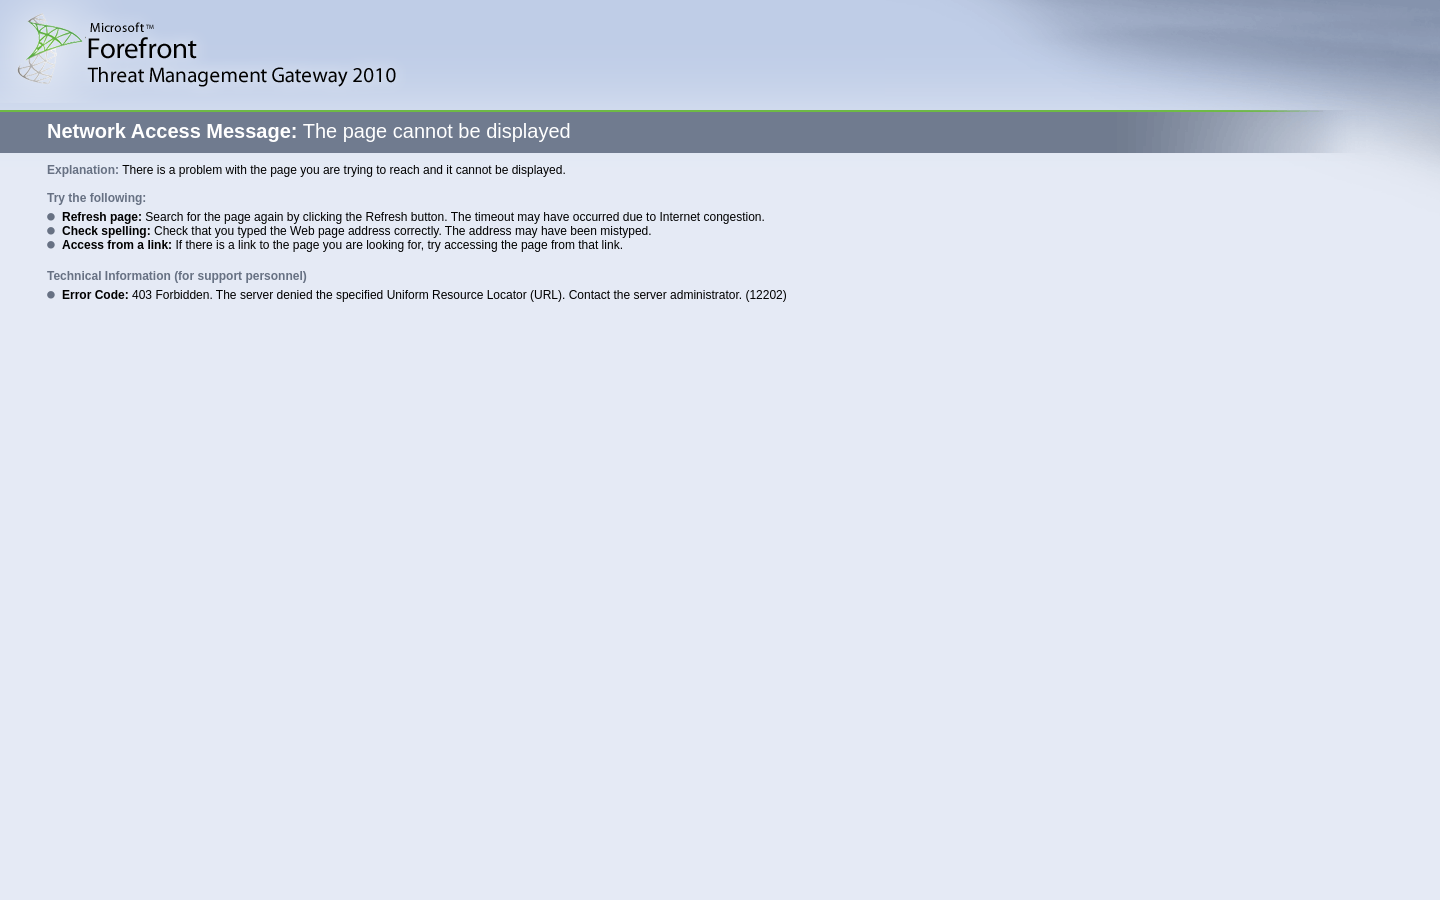 Microsoft™
Forefront
Threat Management Gateway 2010
Network Access Message: The page cannot be displayed
Explanation: There is a problem with the page you are trying to reach and it cannot be displayed.
Try the following:
Refresh page: Search for the page again by clicking the Refresh button. The timeout may have occurred due to Internet congestion.
Check spelling: Check that you typed the Web page address correctly. The address may have been mistyped.
Access from a link: If there is a link to the page you are looking for, try accessing the page from that link.
Technical Information (for support personnel)
Error Code: 403 Forbidden. The server denied the specified Uniform Resource Locator (URL). Contact the server administrator. (12202)